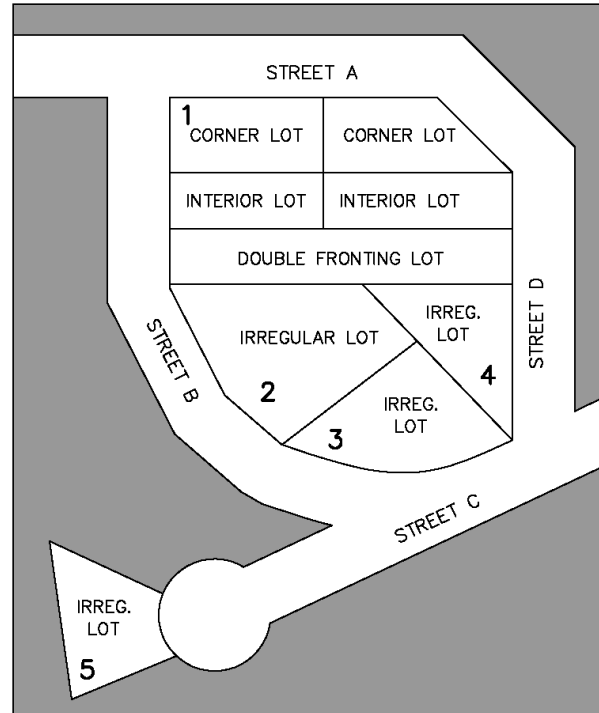 STREET A
1
CORNER LOT
CORNER LOT
INTERIOR LOT
INTERIOR LOT
DOUBLE FRONTING LOT
STREET B
IRREGULAR LOT
2
IRREG.
LOT
4
STREET D
IRREG.
LOT
3
STREET C
IRREG.
LOT
5